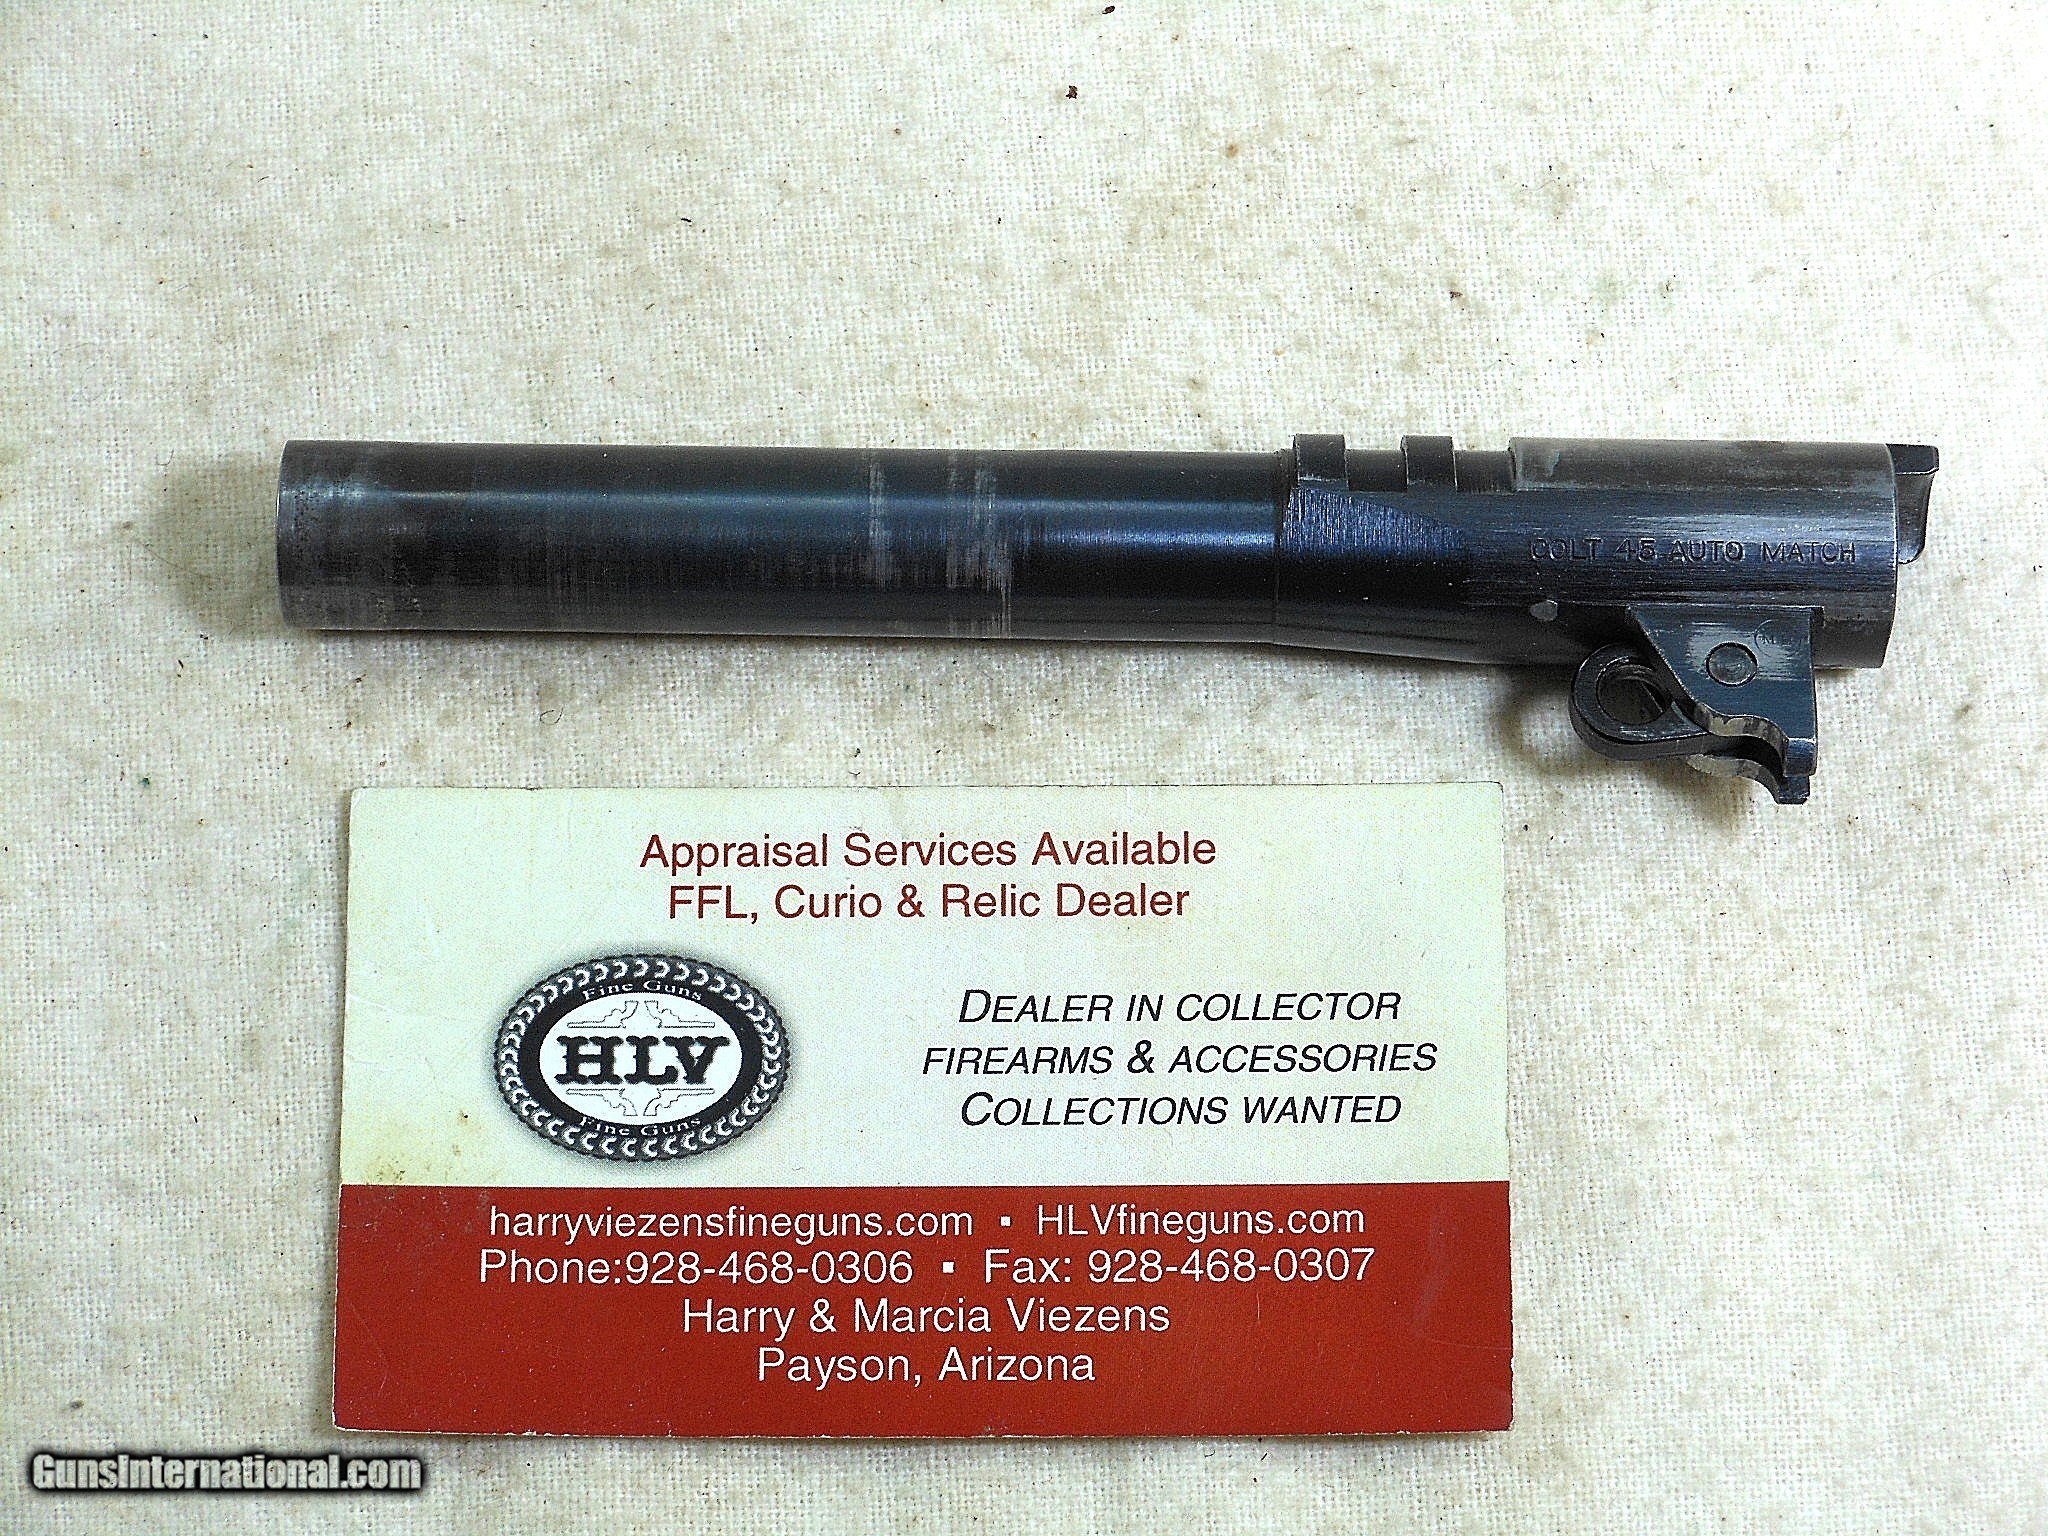 COLT 45 AUTO MATCH
Appraisal Services Available
FFL, Curio & Relic Dealer
Fine Guns
HLV
Fine Guns
DEALER IN COLLECTOR
FIREARMS & ACCESSORIES
COLLECTIONS WANTED
harryviezensfineguns.com ▪ HLVfineguns.com
Phone:928-468-0306 ▪ Fax: 928-468-0307
Harry & Marcia Viezens
Payson, Arizona
GunsInternational.com